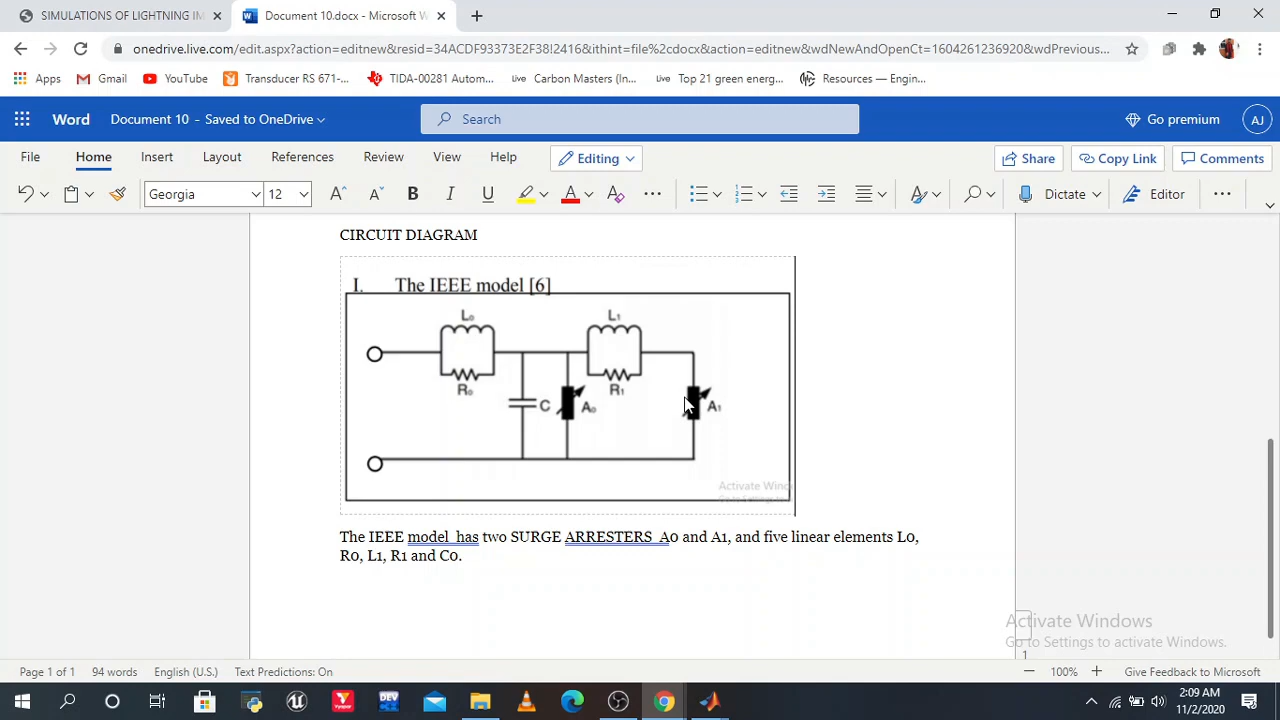 SIMULATIONS OF LIGHTNING IM
Document 10.docx - Microsoft W
onedrive.live.com/edit.aspx?action=editnew&resid=34ACDF93373E2F38!2416&ithint=file%2cdocx&action=editnew&wdNewAndOpenCt=1604261236920&wdPrevious...
Apps Gmail YouTube Transducer RS 671-... TIDA-00281 Autom... Live Carbon Masters (In... Live Top 21 green energ... Resources — Engin...
Word Document 10 - Saved to OneDrive Search Go premium AJ
File Home Insert Layout References Review View Help Editing Share Copy Link Comments
Georgia 12 B I U A Dictate Editor
CIRCUIT DIAGRAM
I. The IEEE model [6]
L₀ L₁
R₀ R₁
C A₀ A₁
The IEEE model has two SURGE ARRESTERS A0 and A1, and five linear elements L0,
R0, L1, R1 and C0.
Activate Windows
Go to Settings to activate Windows.
1
Page 1 of 1 94 words English (U.S.) Text Predictions: On 100% Give Feedback to Microsoft
2:09 AM
11/2/2020